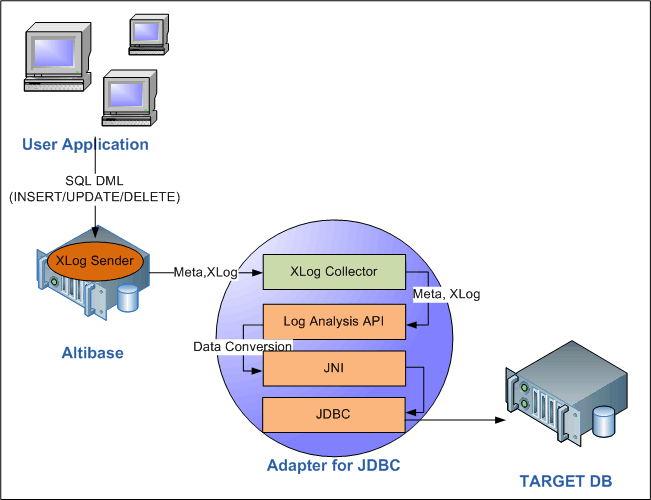 User Application
SQL DML
(INSERT/UPDATE/DELETE)
XLog Sender
Altibase
Meta,XLog
XLog Collector
Meta, XLog
Log Analysis API
Data Conversion
JNI
JDBC
Adapter for JDBC
TARGET DB